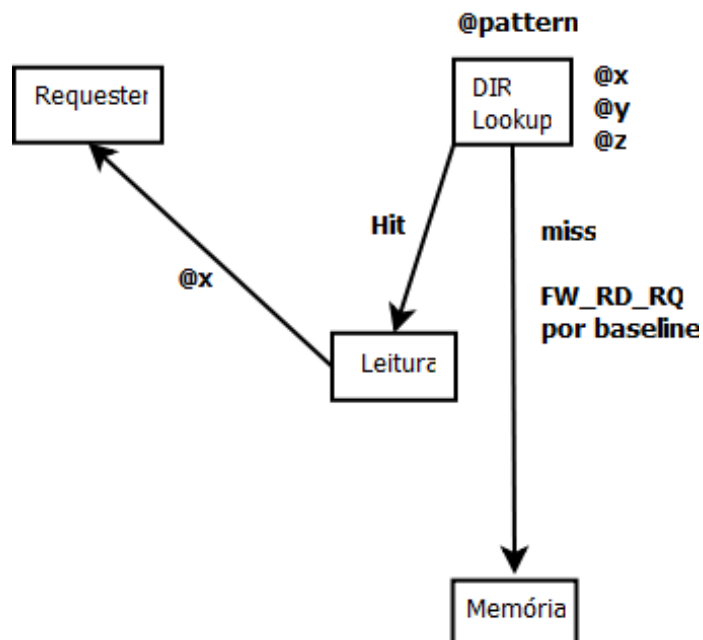 @pattern
Requester
DIR
Lookup
@x
@y
@z
Hit
miss
@x
FW_RD_RQ
por baseline
Leitura
Memória